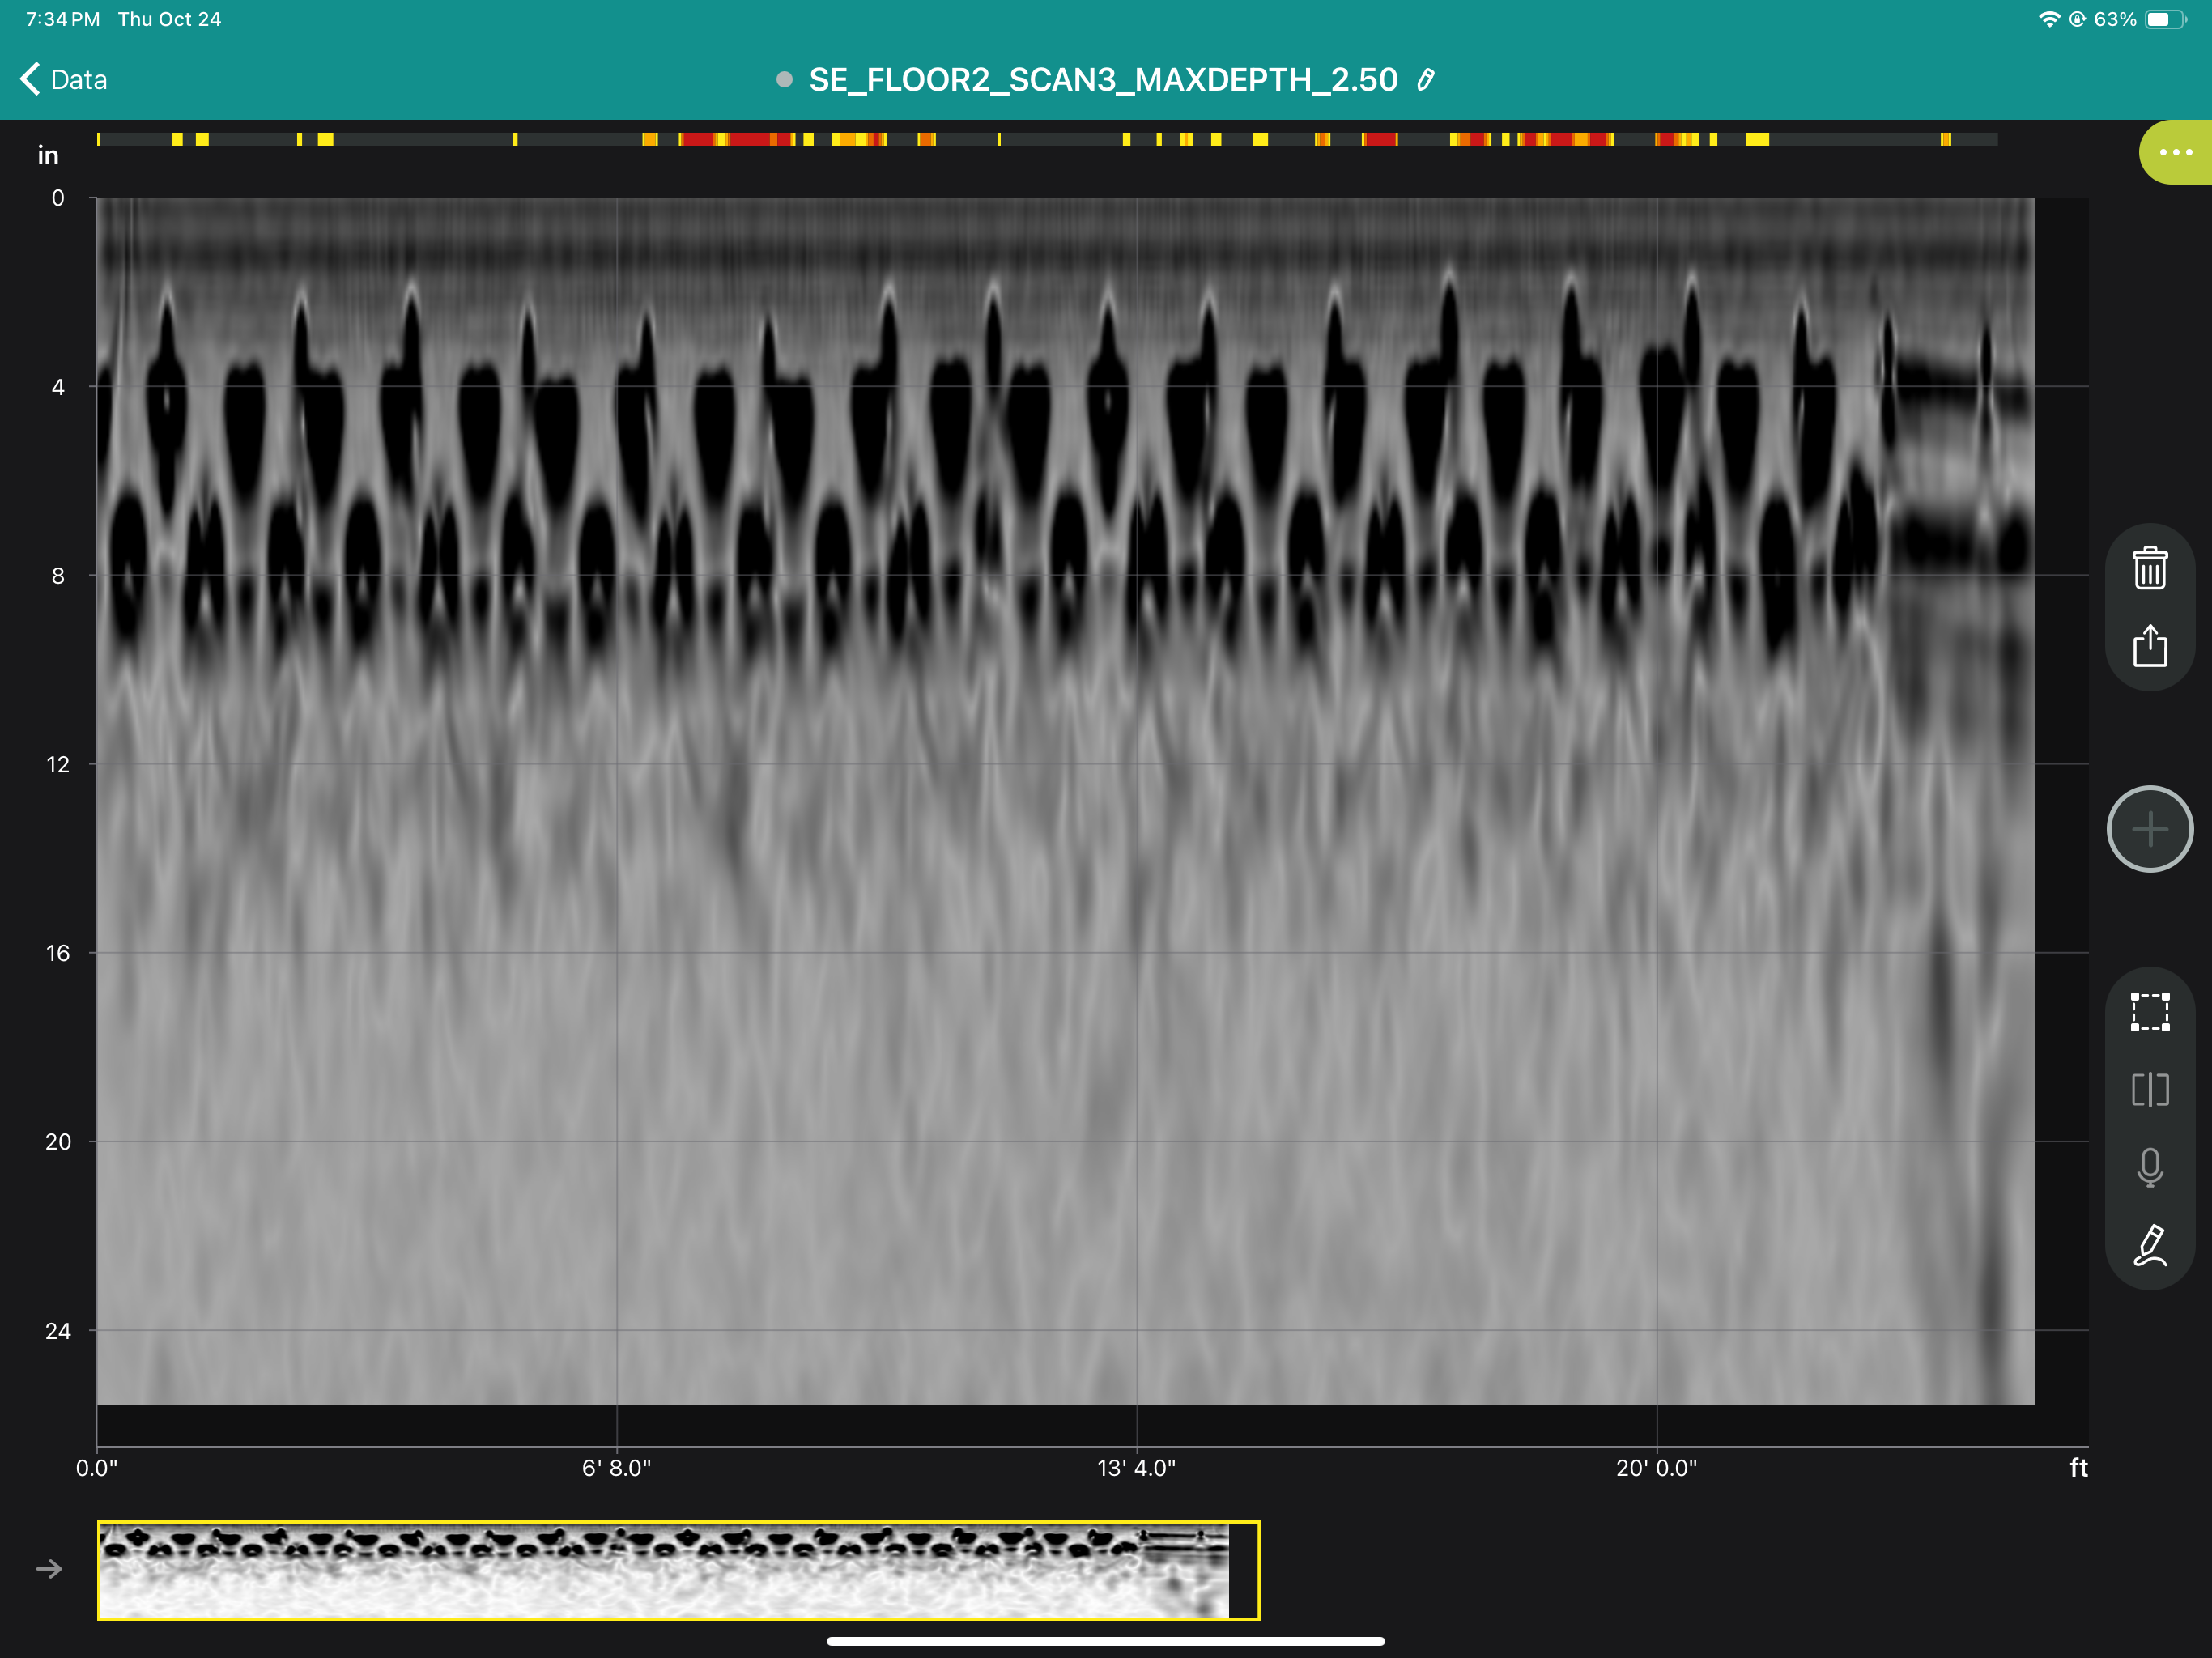 7:34 PM Thu Oct 24
63%
Data
SE_FLOOR2_SCAN3_MAXDEPTH_2.50
in
0
4
8
12
16
20
24
0.0" 6' 8.0" 13' 4.0" 20' 0.0" ft